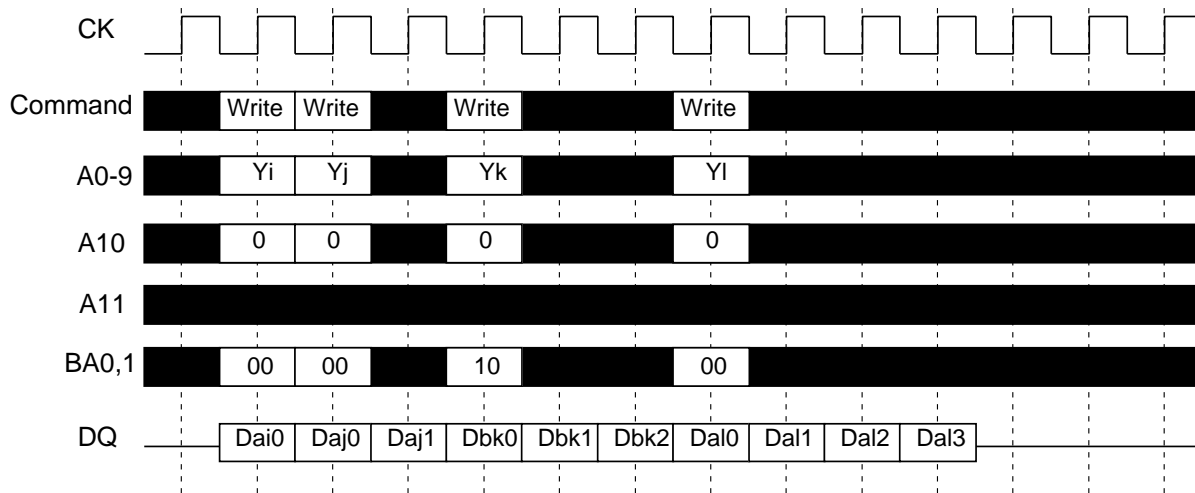 CK
Command Write Write Write Write
A0-9 Yi Yj Yk Yl
A10 0 0 0 0
A11
BA0,1 00 00 10 00
DQ Dai0 Daj0 Daj1 Dbk0 Dbk1 Dbk2 Dal0 Dal1 Dal2 Dal3